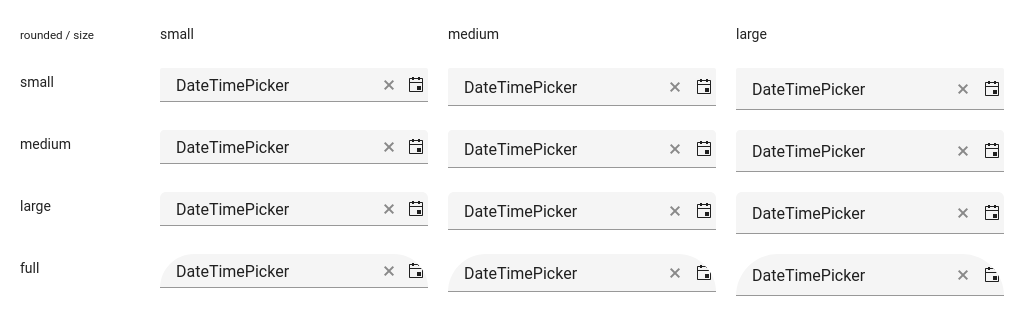 rounded / size small medium large
small DateTimePicker DateTimePicker DateTimePicker
medium DateTimePicker DateTimePicker DateTimePicker
large DateTimePicker DateTimePicker DateTimePicker
full DateTimePicker DateTimePicker DateTimePicker